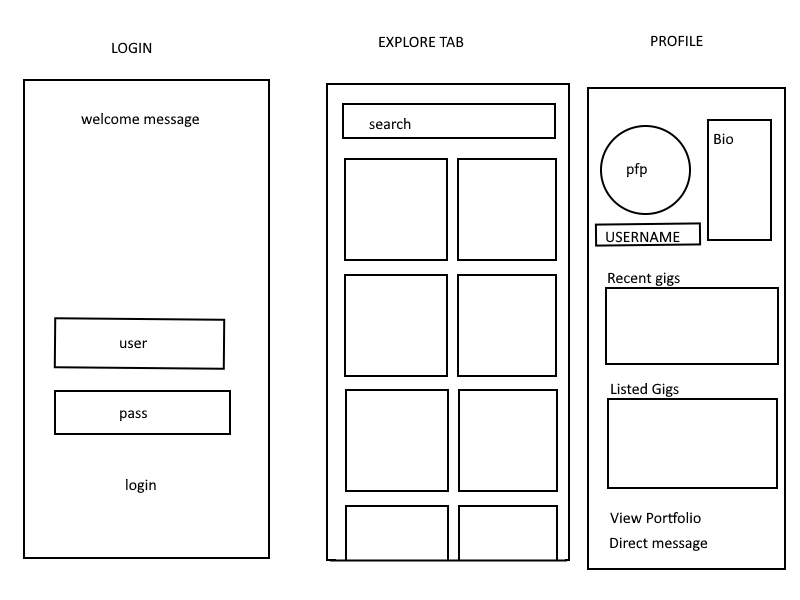 LOGIN
EXPLORE TAB
PROFILE
welcome message
user
pass
login
search
pfp
Bio
USERNAME
Recent gigs
Listed Gigs
View Portfolio
Direct message